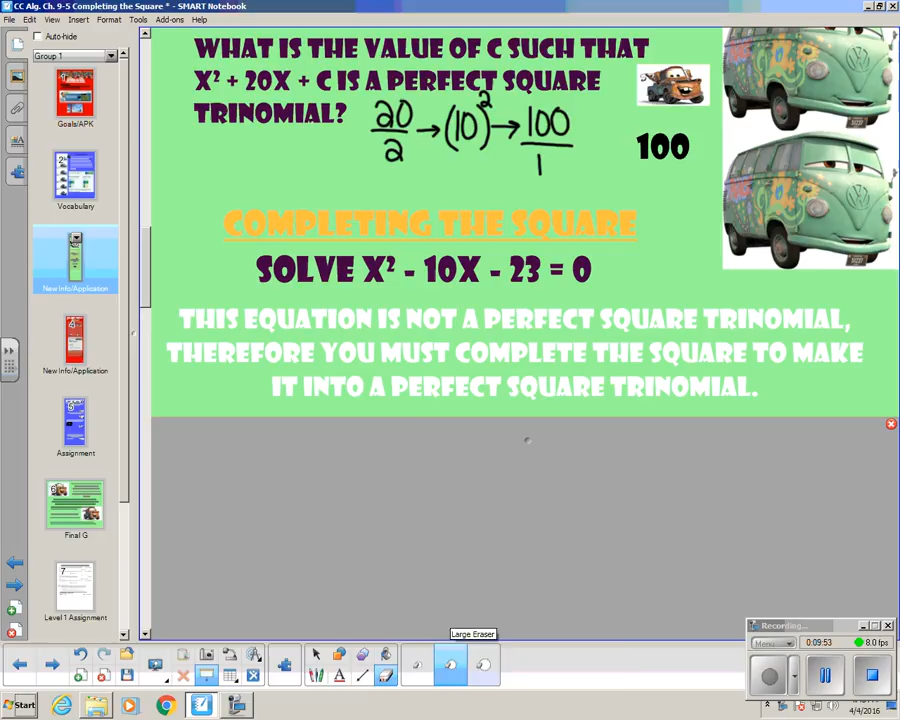 CC Alg. Ch. 9-5 Completing the Square * - SMART Notebook
File Edit View Insert Format Tools Add-ons Help
Auto-hide
Group 1
Goals/APK
Vocabulary
New Info/Application
New Info/Application
Assignment
Final G
Level 1 Assignment
WHAT IS THE VALUE OF C SUCH THAT
X² + 20X + C IS A PERFECT SQUARE
TRINOMIAL?
20/2 → (10)² → 100/1
100
COMPLETING THE SQUARE
SOLVE X² - 10X - 23 = 0
THIS EQUATION IS NOT A PERFECT SQUARE TRINOMIAL,
THEREFORE YOU MUST COMPLETE THE SQUARE TO MAKE
IT INTO A PERFECT SQUARE TRINOMIAL.
Large Eraser
Recording...
Menu
0:09:53
8.0 fps
Start
4/4/2016